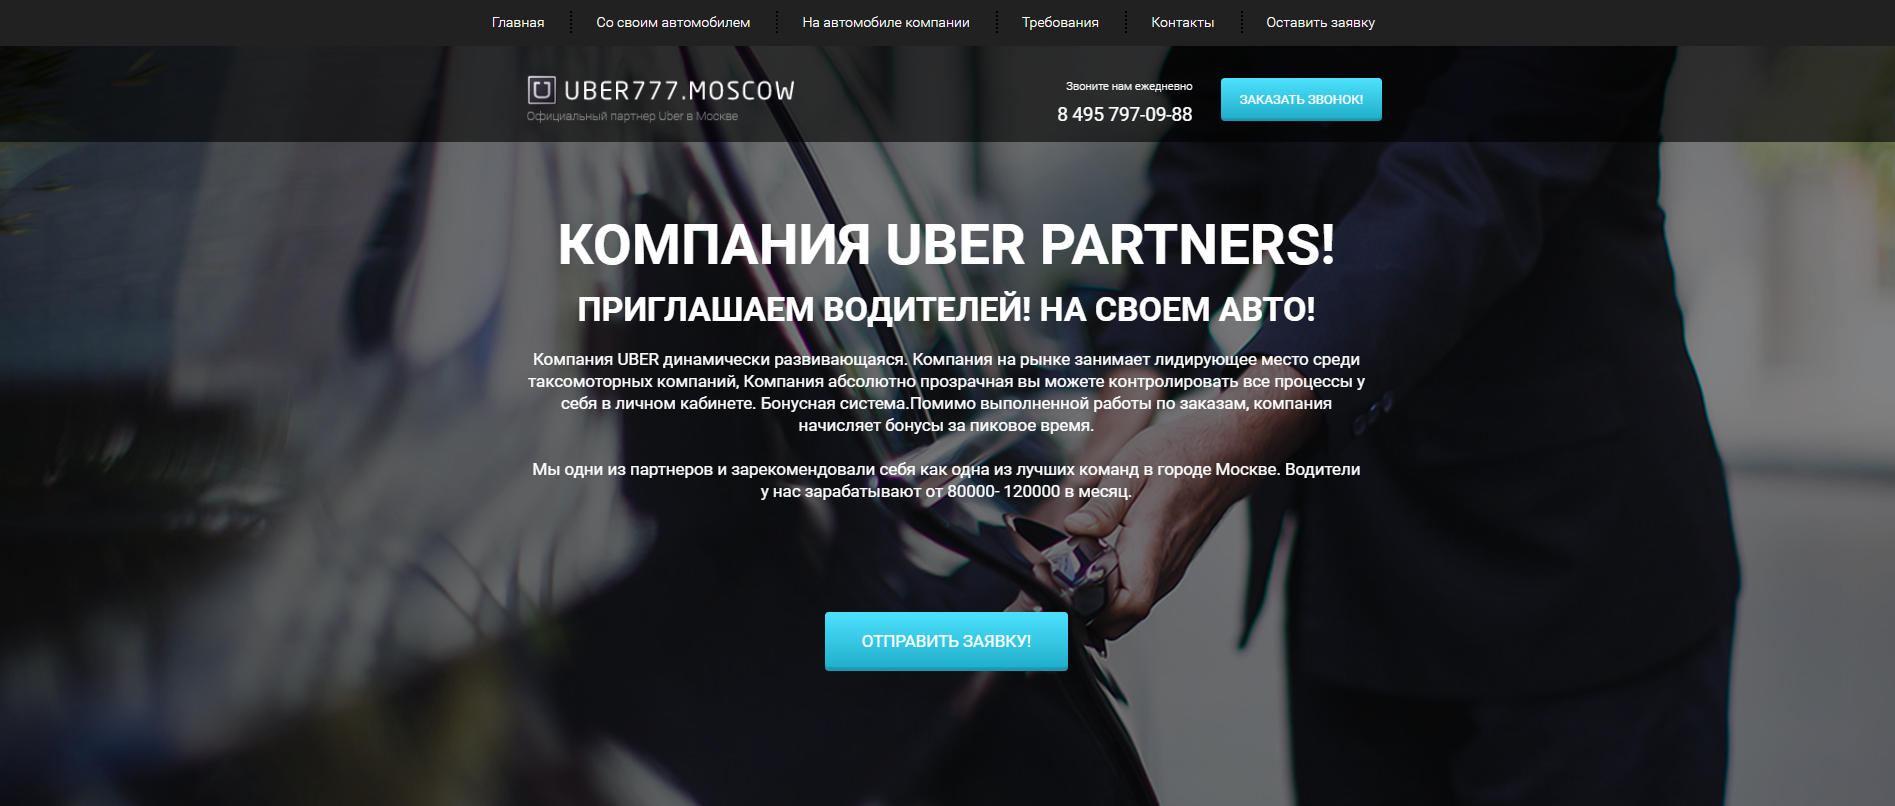 Главная
Со своим автомобилем
На автомобиле компании
Требования
Контакты
Оставить заявку
UBER777.MOSCOW
Официальный партнер Uber в Москве
Звоните нам ежедневно
8 495 797-09-88
ЗАКАЗАТЬ ЗВОНОК!
КОМПАНИЯ UBER PARTNERS!
ПРИГЛАШАЕМ ВОДИТЕЛЕЙ! НА СВОЕМ АВТО!
Компания UBER динамически развивающаяся. Компания на рынке занимает лидирующее место среди
таксомоторных компаний, Компания абсолютно прозрачная вы можете контролировать все процессы у
себя в личном кабинете. Бонусная система.Помимо выполненной работы по заказам, компания
начисляет бонусы за пиковое время.
Мы одни из партнеров и зарекомендовали себя как одна из лучших команд в городе Москве. Водители
у нас зарабатывают от 80000- 120000 в месяц.
ОТПРАВИТЬ ЗАЯВКУ!